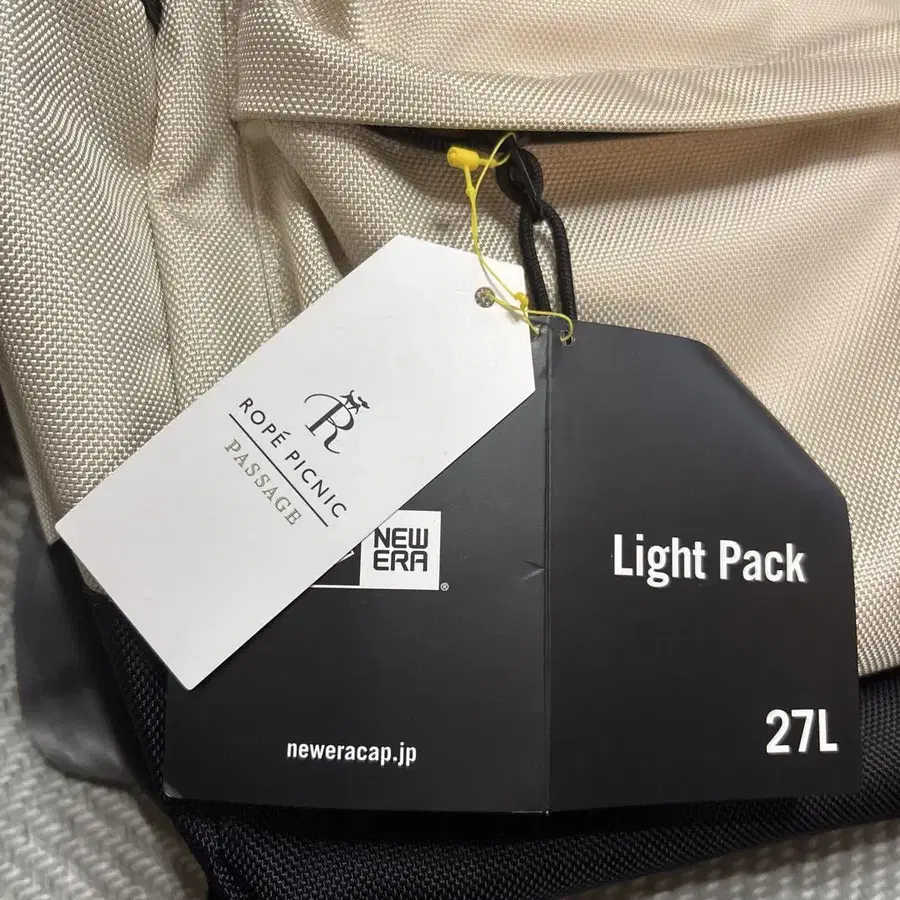 R
ROPÉ PICNIC
PASSAGE
NEW
ERA
®
neweracap.jp
Light Pack
27L